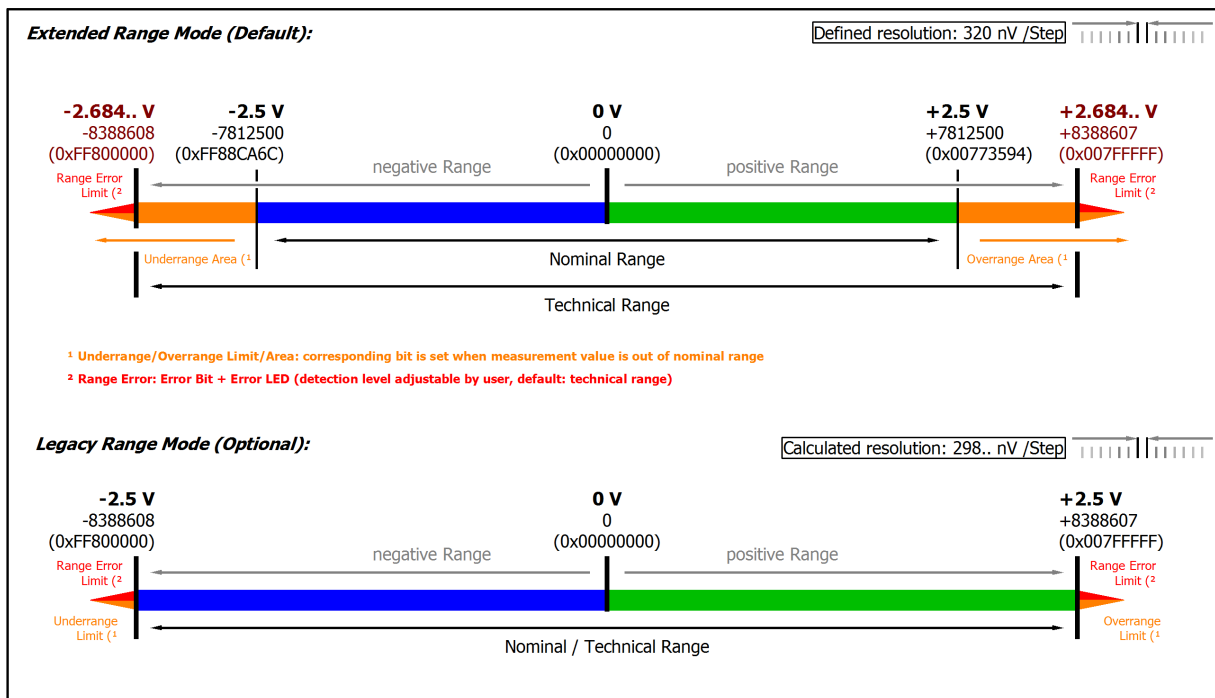 Extended Range Mode (Default):
Defined resolution: 320 nV /Step
-2.684.. V
-2.5 V
0 V
+2.5 V
+2.684.. V
-8388608
-7812500
0
+7812500
+8388607
(0xFF800000)
(0xFF88CA6C)
(0x00000000)
(0x00773594)
(0x007FFFFF)
negative Range
positive Range
Range Error
Limit (²
Range Error
Limit (²
Underrange Area (¹
Nominal Range
Overrange Area (¹
Technical Range
¹ Underrange/Overrange Limit/Area: corresponding bit is set when measurement value is out of nominal range
² Range Error: Error Bit + Error LED (detection level adjustable by user, default: technical range)
Legacy Range Mode (Optional):
Calculated resolution: 298.. nV /Step
-2.5 V
0 V
+2.5 V
-8388608
0
+8388607
(0xFF800000)
(0x00000000)
(0x007FFFFF)
negative Range
positive Range
Range Error
Limit (²
Range Error
Limit (²
Underrange
Limit (¹
Overrange
Limit (¹
Nominal / Technical Range